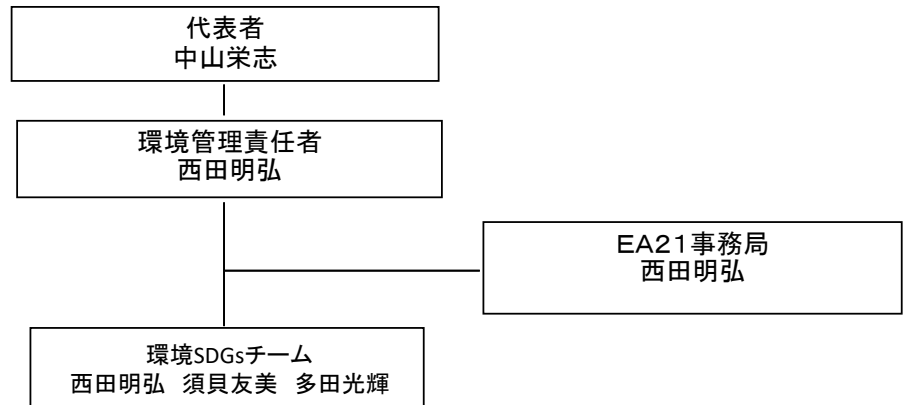 代表者
中山栄志
環境管理責任者
西田明弘
EA21事務局
西田明弘
環境SDGsチーム
西田明弘 須貝友美 多田光輝